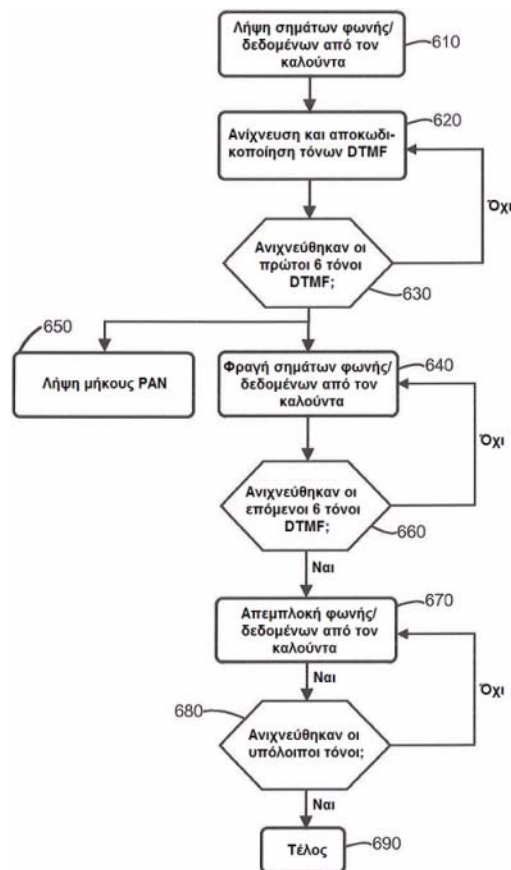 Λήψη σημάτων φωνής/
δεδομένων από τον
καλούντα
610
620
Ανίχνευση και αποκωδι-
κοποίηση τόνων DTMF
Όχι
Ανιχνεύθηκαν οι
πρώτοι 6 τόνοι
DTMF;
630
650
Λήψη μήκους PAN
Φραγή σημάτων φωνής/
δεδομένων από τον
καλούντα
640
Όχι
Ανιχνεύθηκαν οι
επόμενοι 6 τόνοι
DTMF;
660
Ναι
Απεμπλοκή φωνής/
δεδομένων από τον
καλούντα
670
Ναι
Όχι
680
Ανιχνεύθηκαν οι
υπόλοιποι τόνοι;
Ναι
Τέλος
690